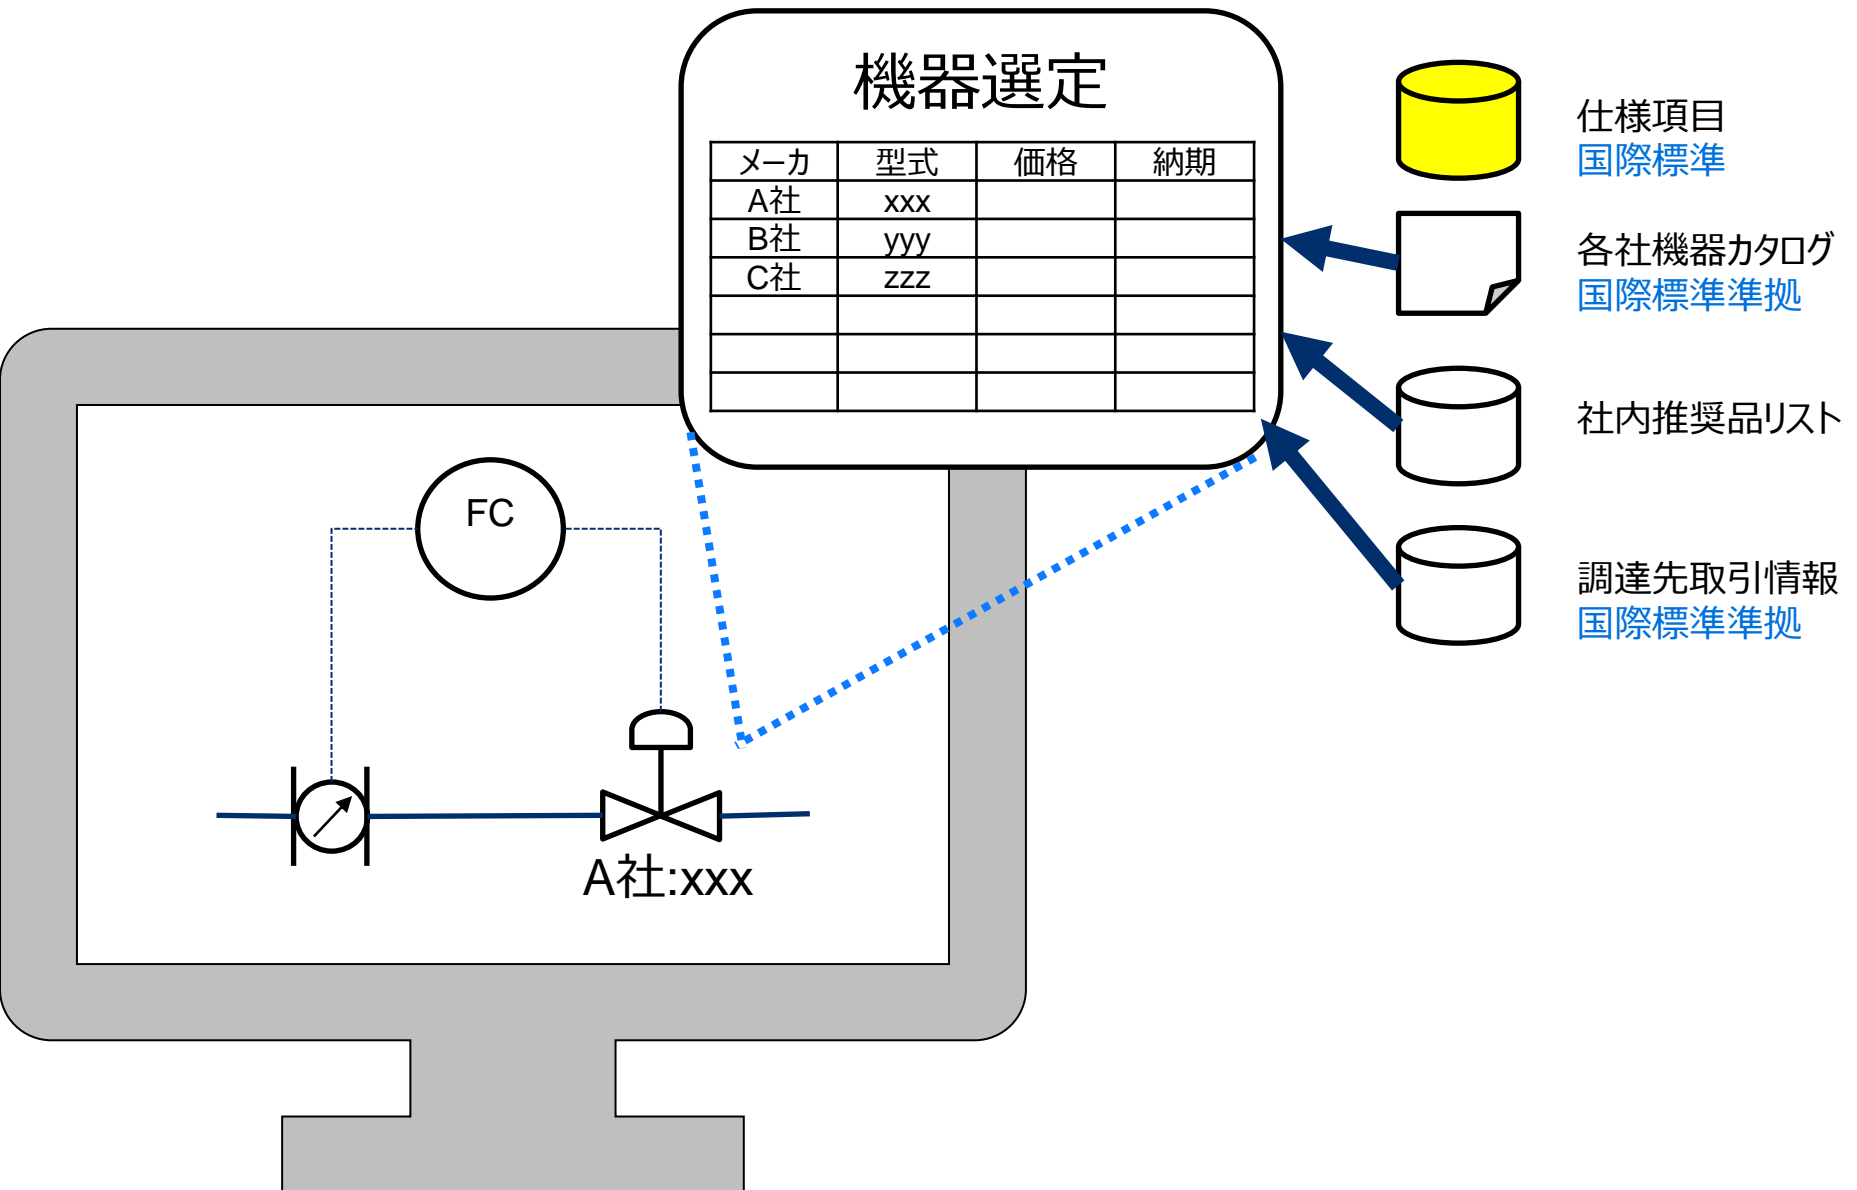 機器選定
メーカ 型式 価格 納期
A社 xxx
B社 yyy
C社 zzz
仕様項目
国際標準
各社機器カタログ
国際標準準拠
社内推奨品リスト
調達先取引情報
国際標準準拠
FC
A社:xxx